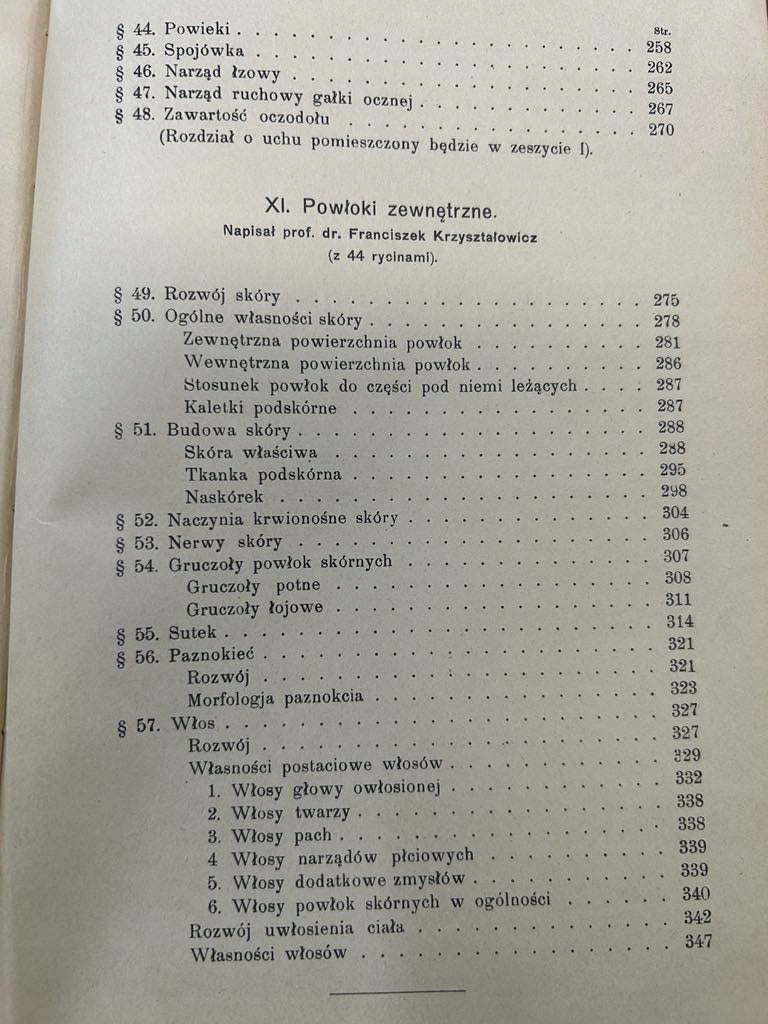 Str.
§ 44. Powieki . . . . . . . . . . . . . . . . . . . . 258
§ 45. Spojówka . . . . . . . . . . . . . . . . . . . 262
§ 46. Narząd łzowy . . . . . . . . . . . . . . . . . 265
§ 47. Narząd ruchowy gałki ocznej . . . . . . . . . . 267
§ 48. Zawartość oczodołu . . . . . . . . . . . . . . 270
(Rozdział o uchu pomieszczony będzie w zeszycie I).
XI. Powłoki zewnętrzne.
Napisał prof. dr. Franciszek Krzyształowicz
(z 44 rycinami).
§ 49. Rozwój skóry . . . . . . . . . . . . . . . . . 275
§ 50. Ogólne własności skóry . . . . . . . . . . . . . 278
Zewnętrzna powierzchnia powłok . . . . . . . . . 281
Wewnętrzna powierzchnia powłok . . . . . . . . . 286
Stosunek powłok do części pod niemi leżących . . . . 287
Kaletki podskórne . . . . . . . . . . . . . . . 287
§ 51. Budowa skóry . . . . . . . . . . . . . . . . . 288
Skóra właściwa . . . . . . . . . . . . . . . . 288
Tkanka podskórna . . . . . . . . . . . . . . . 295
Naskórek . . . . . . . . . . . . . . . . . . . 298
§ 52. Naczynia krwionośne skóry . . . . . . . . . . . 304
§ 53. Nerwy skóry . . . . . . . . . . . . . . . . . 306
§ 54. Gruczoły powłok skórnych . . . . . . . . . . . 307
Gruczoły potne . . . . . . . . . . . . . . . . 308
Gruczoły łojowe . . . . . . . . . . . . . . . . 311
§ 55. Sutek . . . . . . . . . . . . . . . . . . . . 314
§ 56. Paznokieć . . . . . . . . . . . . . . . . . . 321
Rozwój . . . . . . . . . . . . . . . . . . . . 321
Morfologja paznokcia . . . . . . . . . . . . . . 323
§ 57. Włos . . . . . . . . . . . . . . . . . . . . 327
Rozwój . . . . . . . . . . . . . . . . . . . . 327
Własności postaciowe włosów . . . . . . . . . . . 329
1. Włosy głowy owłosionej . . . . . . . . . . . 332
2. Włosy twarzy . . . . . . . . . . . . . . . . 338
3. Włosy pach . . . . . . . . . . . . . . . . . 338
4 Włosy narządów płciowych . . . . . . . . . . 339
5. Włosy dodatkowe zmysłów . . . . . . . . . . . 339
6. Włosy powłok skórnych w ogólności . . . . . . 340
Rozwój uwłosienia ciała . . . . . . . . . . . . . 342
Własności włosów . . . . . . . . . . . . . . . . 347